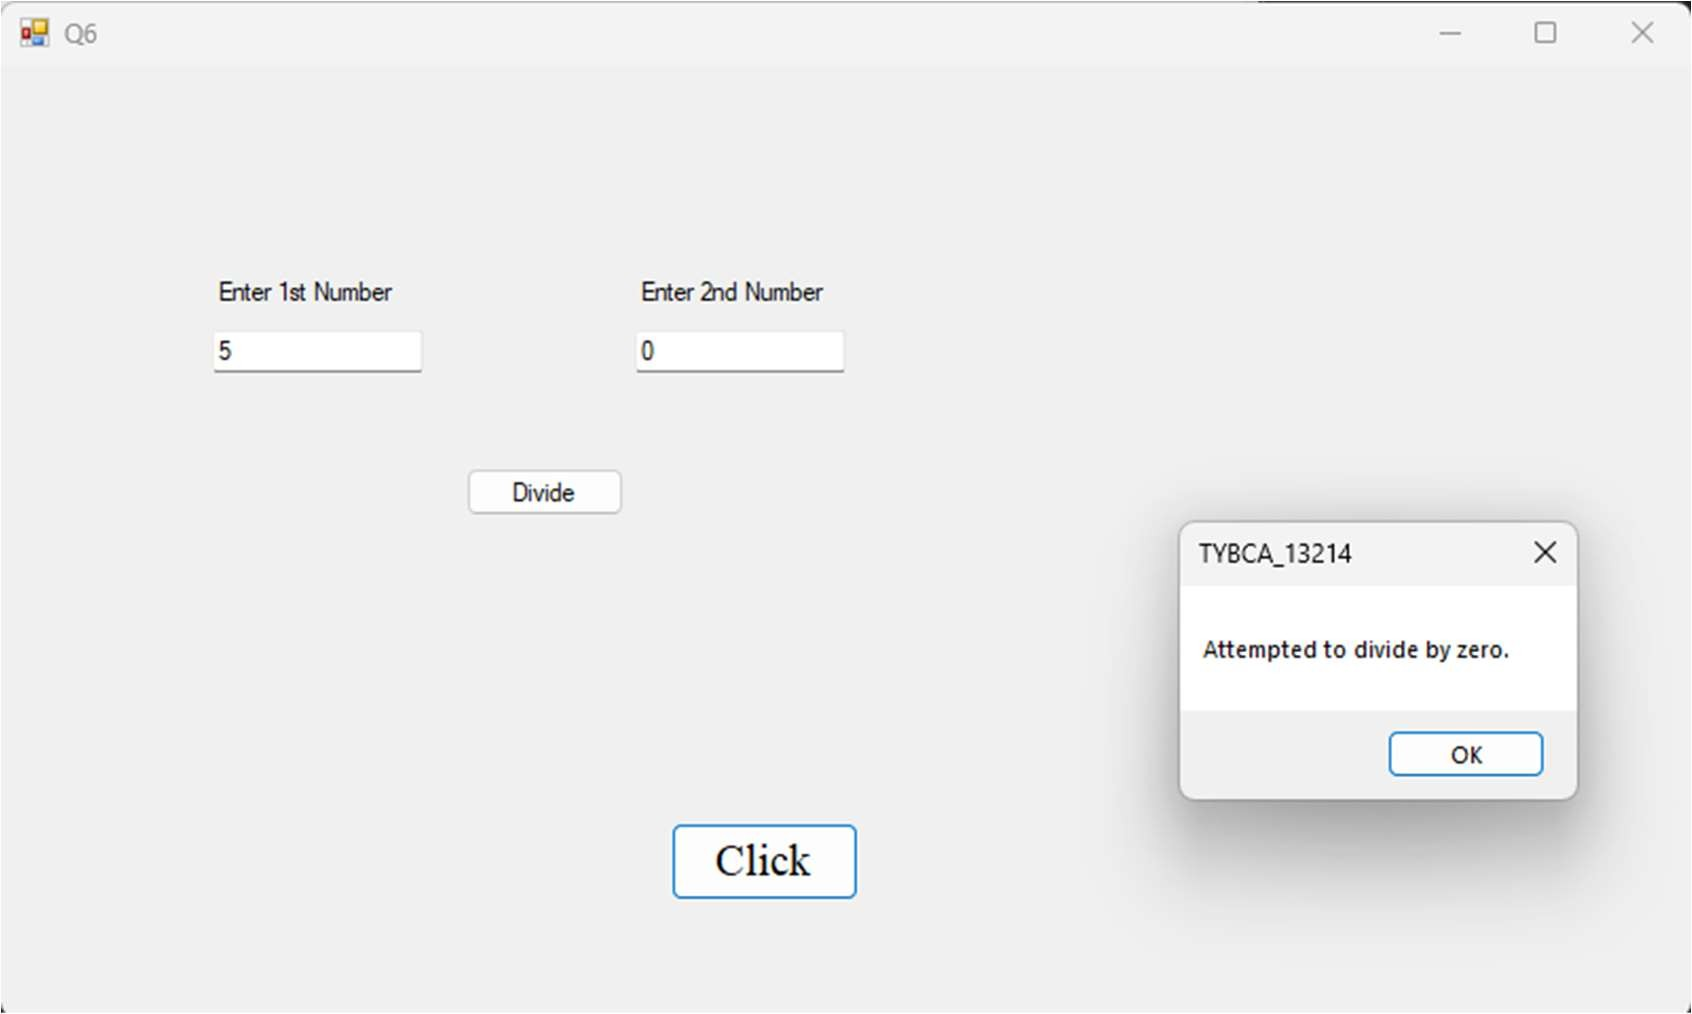 Q6
Enter 1st Number
Enter 2nd Number
5
0
Divide
TYBCA_13214
Attempted to divide by zero.
OK
Click